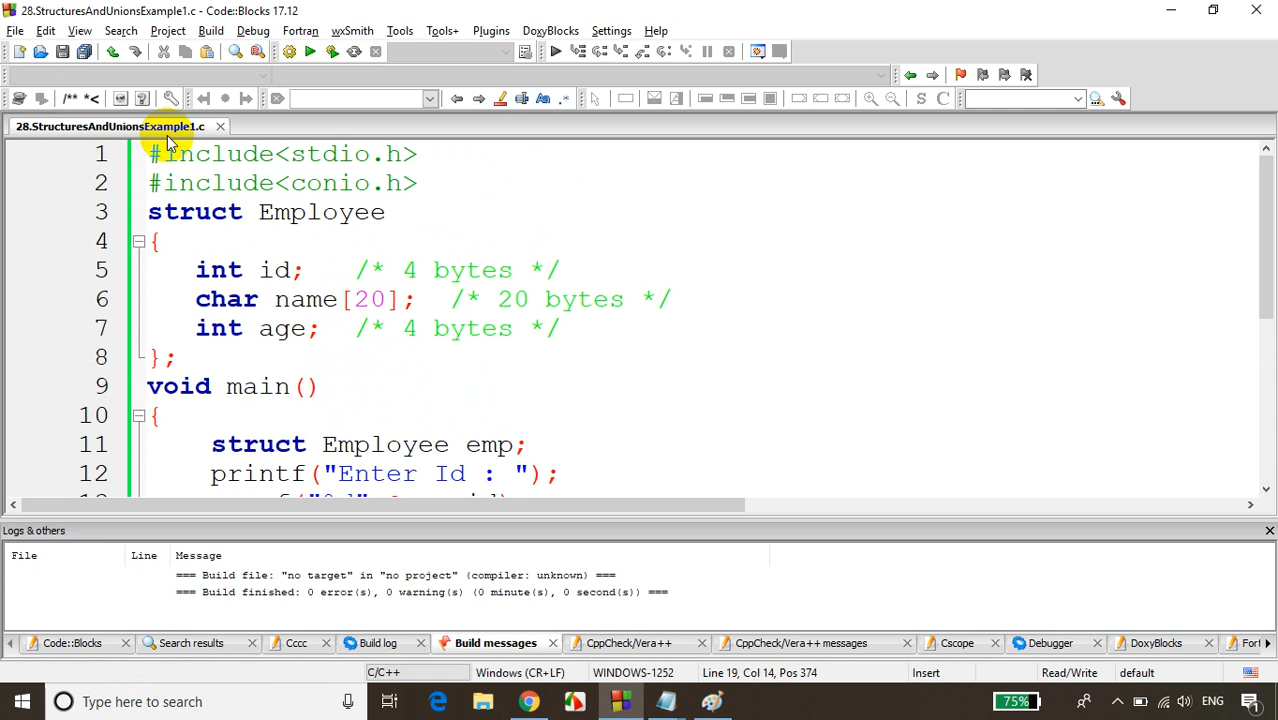 28.StructuresAndUnionsExample1.c - Code::Blocks 17.12
File Edit View Search Project Build Debug Fortran wxSmith Tools Tools+ Plugins DoxyBlocks Settings Help
/** *<
S C
28.StructuresAndUnionsExample1.c
1 #include<stdio.h>
2 #include<conio.h>
3 struct Employee
4 {
5 int id; /* 4 bytes */
6 char name[20]; /* 20 bytes */
7 int age; /* 4 bytes */
8 };
9 void main()
10 {
11 struct Employee emp;
12 printf("Enter Id : ");
Logs & others
File Line Message
=== Build file: "no target" in "no project" (compiler: unknown) ===
=== Build finished: 0 error(s), 0 warning(s) (0 minute(s), 0 second(s)) ===
Code::Blocks Search results Cccc Build log Build messages CppCheck/Vera++ CppCheck/Vera++ messages Cscope Debugger DoxyBlocks Fort
C/C++ Windows (CR+LF) WINDOWS-1252 Line 19, Col 14, Pos 374 Insert Read/Write default
Type here to search 75% ENG